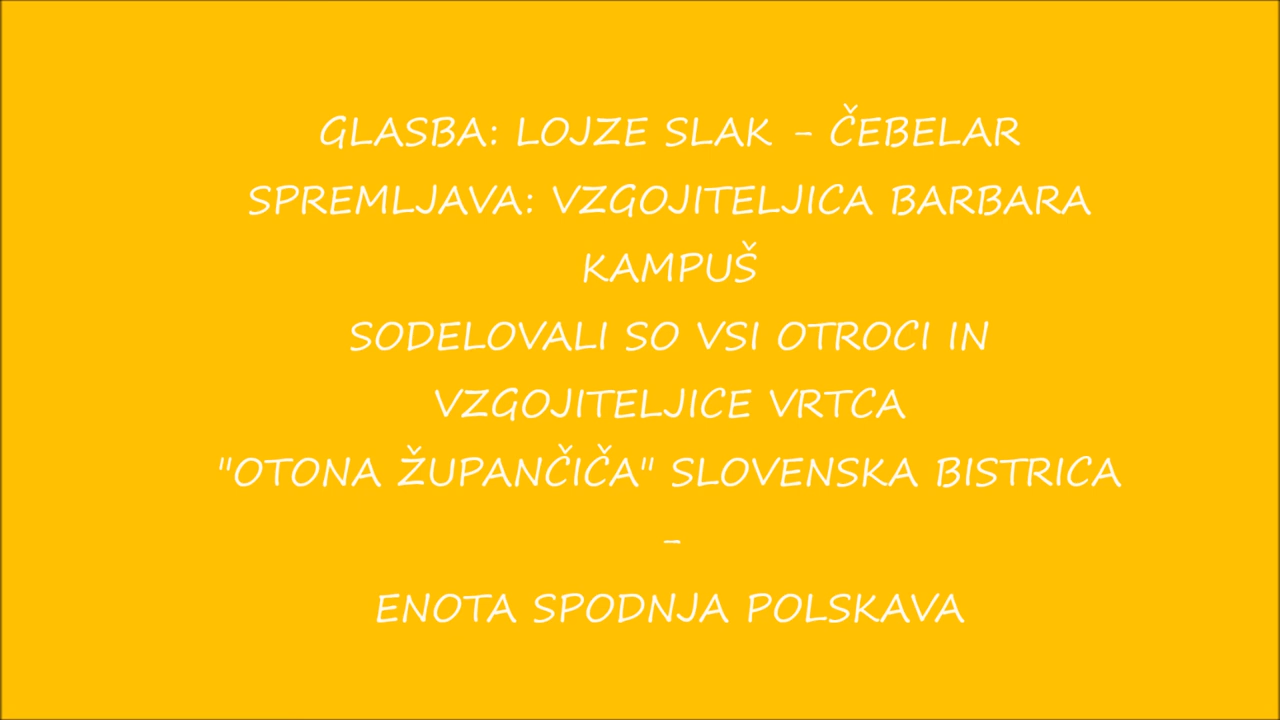 GLASBA: LOJZE SLAK - ČEBELAR
SPREMLJAVA: VZGOJITELJICA BARBARA
KAMPUŠ
SODELOVALI SO VSI OTROCI IN
VZGOJITELJICE VRTCA
"OTONA ŽUPANČIČA" SLOVENSKA BISTRICA
-
ENOTA SPODNJA POLSKAVA